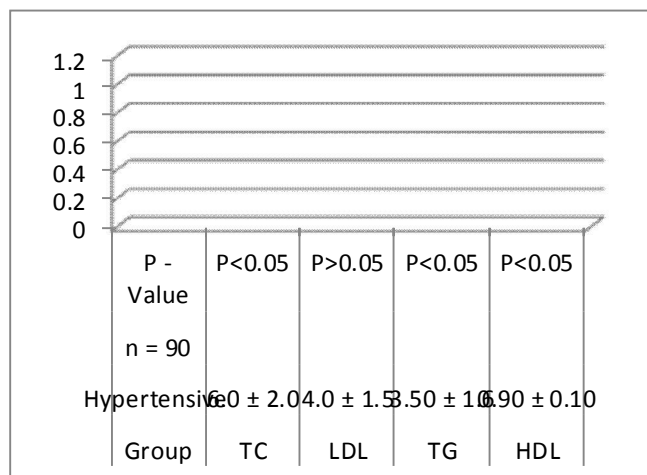 1.2
1
0.8
0.6
0.4
0.2
0
P - Value P<0.05 P>0.05 P<0.05 P<0.05
n = 90
Hypertensive 6.0 ± 2.0 4.0 ± 1.5 3.50 ± 0.90 ± 0.10
Group TC LDL TG HDL